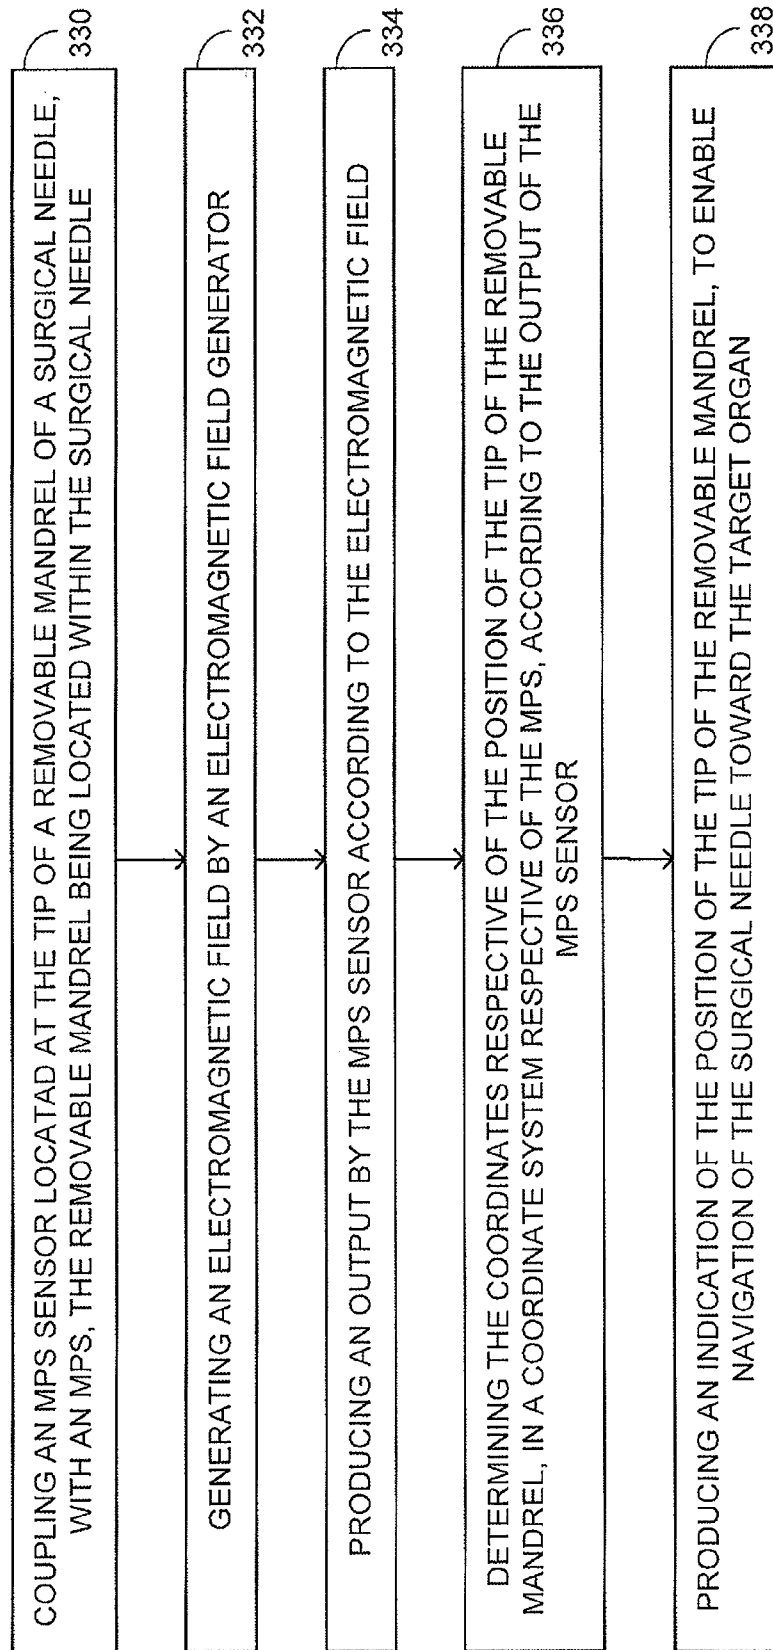 COUPLING AN MPS SENSOR LOCATAD AT THE TIP OF A REMOVABLE MANDREL OF A SURGICAL NEEDLE,
WITH AN MPS, THE REMOVABLE MANDREL BEING LOCATED WITHIN THE SURGICAL NEEDLE
330
GENERATING AN ELECTROMAGNETIC FIELD BY AN ELECTROMAGNETIC FIELD GENERATOR
332
PRODUCING AN OUTPUT BY THE MPS SENSOR ACCORDING TO THE ELECTROMAGNETIC FIELD
334
DETERMINING THE COORDINATES RESPECTIVE OF THE POSITION OF THE TIP OF THE REMOVABLE
MANDREL, IN A COORDINATE SYSTEM RESPECTIVE OF THE MPS, ACCORDING TO THE OUTPUT OF THE
MPS SENSOR
336
PRODUCING AN INDICATION OF THE POSITION OF THE TIP OF THE REMOVABLE MANDREL, TO ENABLE
NAVIGATION OF THE SURGICAL NEEDLE TOWARD THE TARGET ORGAN
338